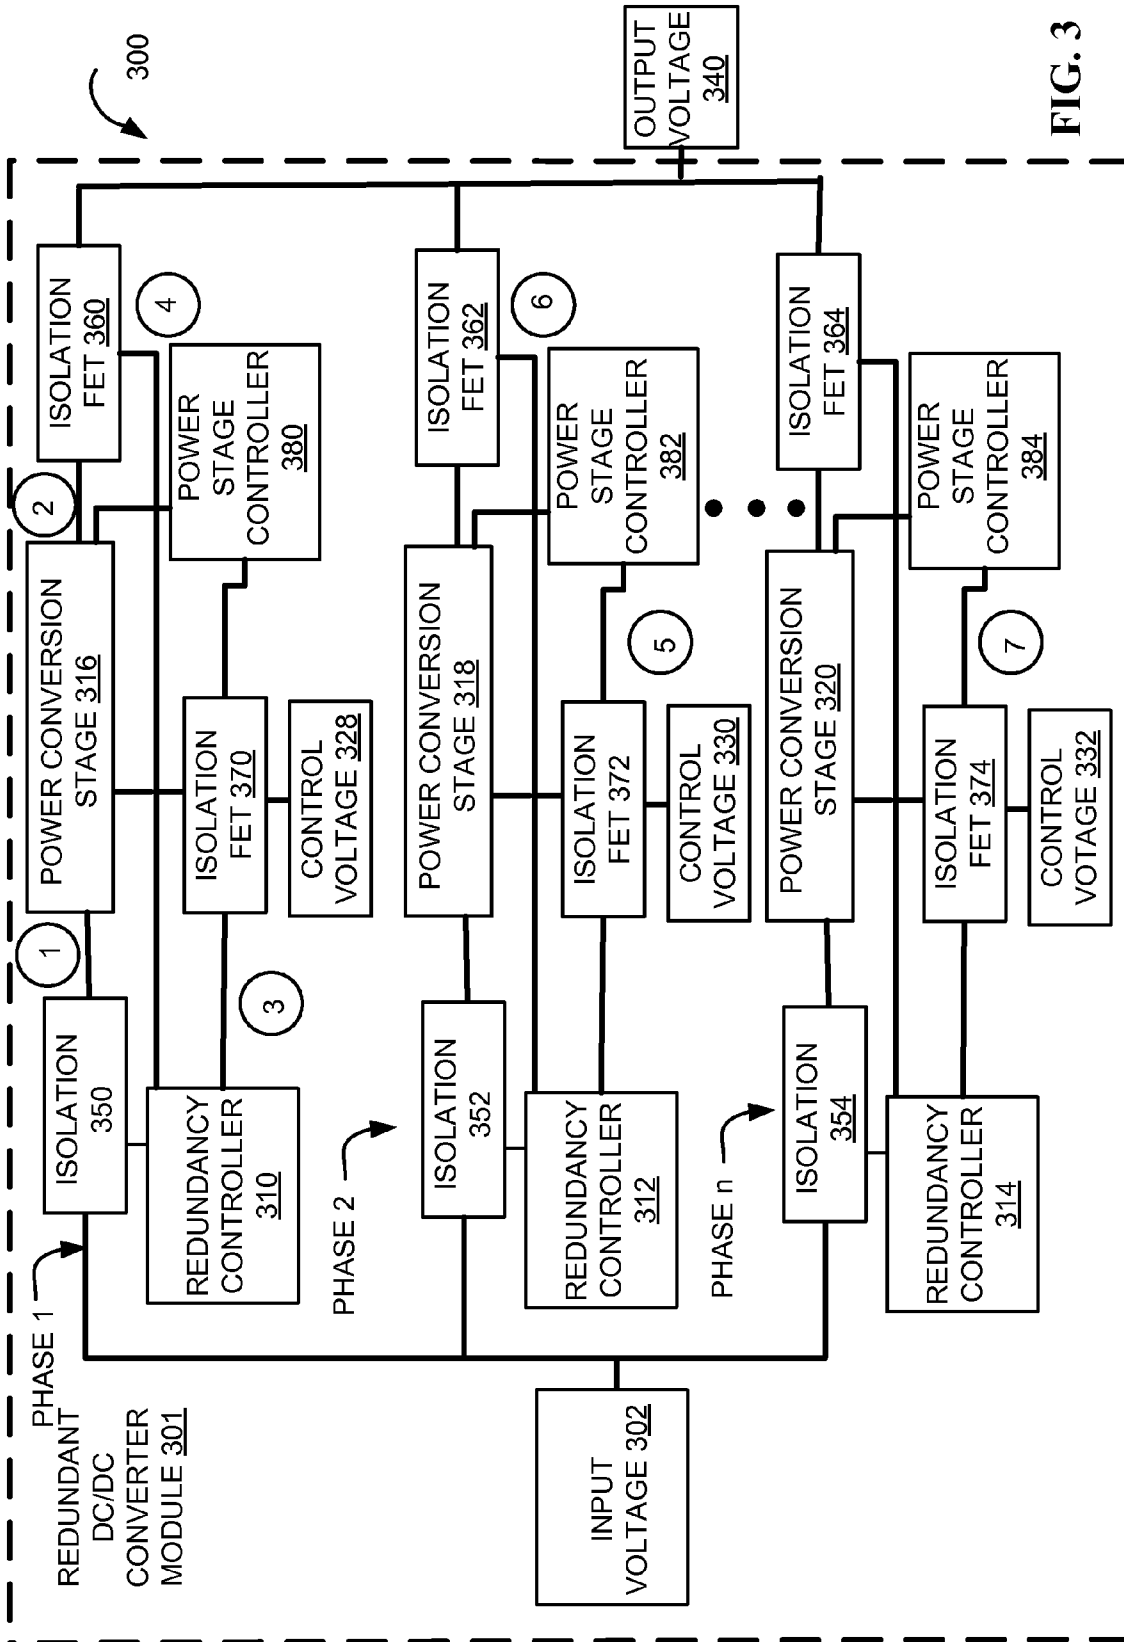 300
PHASE 1
REDUNDANT
DC/DC
CONVERTER
MODULE 301
INPUT
VOLTAGE 302
ISOLATION
350
1
POWER CONVERSION
STAGE 316
2
ISOLATION
FET 360
REDUNDANCY
CONTROLLER
310
3
ISOLATION
FET 370
CONTROL
VOLTAGE 328
POWER
STAGE
CONTROLLER
380
4
PHASE 2
ISOLATION
352
POWER CONVERSION
STAGE 318
ISOLATION
FET 362
REDUNDANCY
CONTROLLER
312
ISOLATION
FET 372
CONTROL
VOLTAGE 330
5
POWER
STAGE
CONTROLLER
382
6
PHASE n
ISOLATION
354
POWER CONVERSION
STAGE 320
ISOLATION
FET 364
REDUNDANCY
CONTROLLER
314
ISOLATION
FET 374
CONTROL
VOTAGE 332
7
POWER
STAGE
CONTROLLER
384
OUTPUT
VOLTAGE
340
FIG. 3